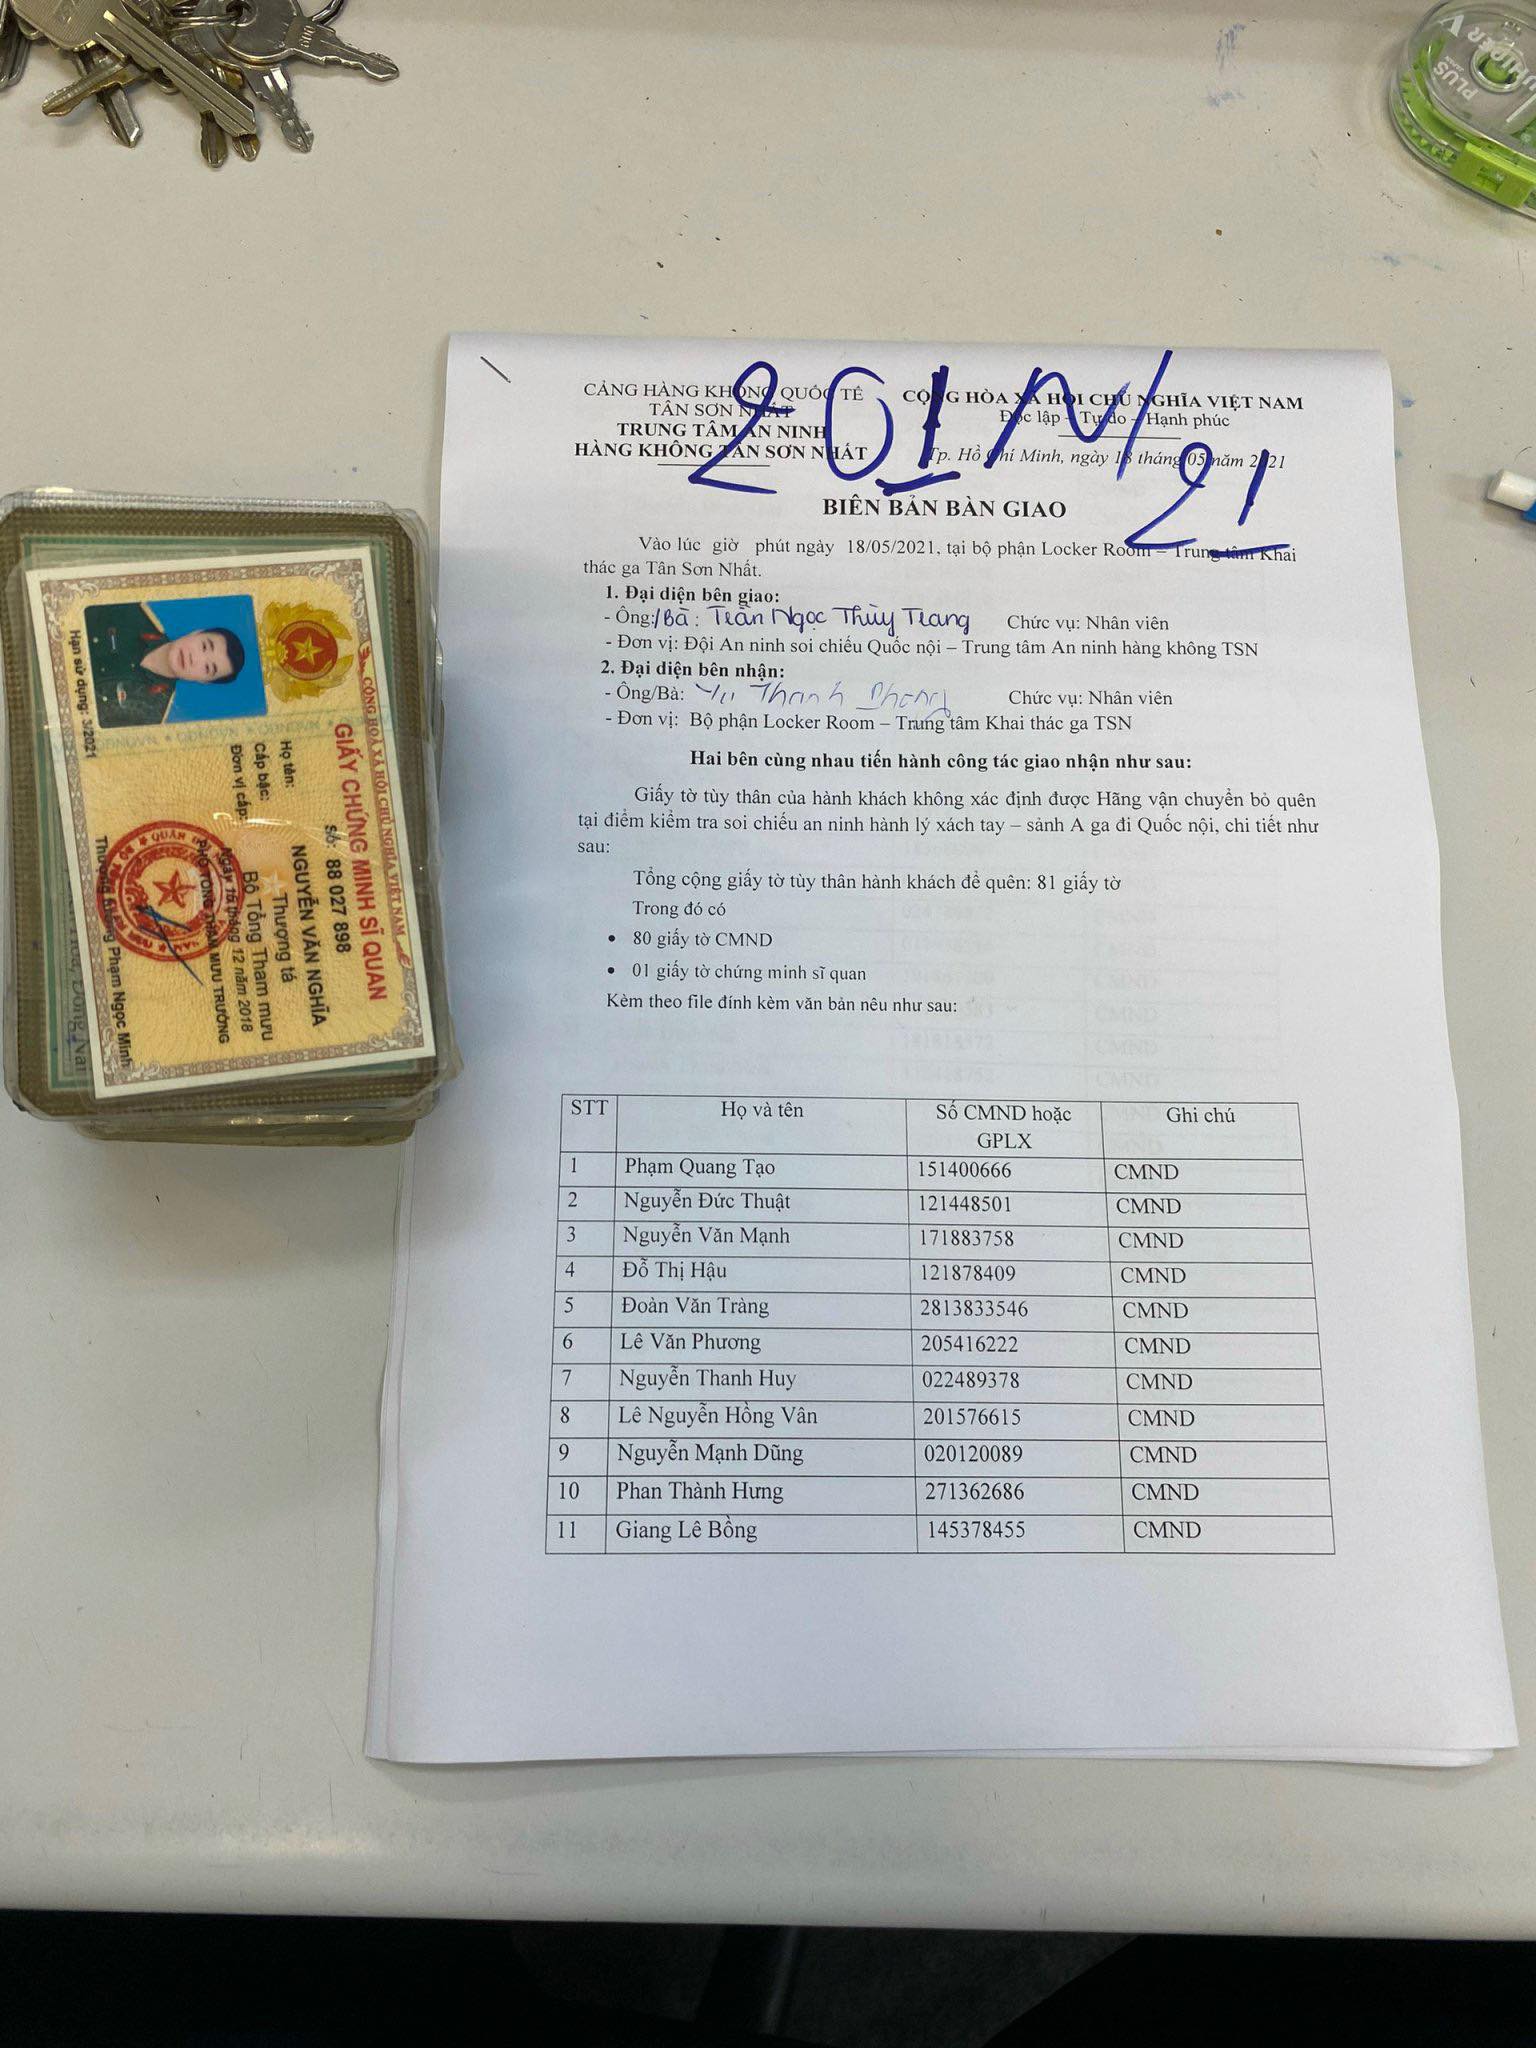 201N/21
CẢNG HÀNG KHÔNG QUỐC TẾ
TÂN SƠN NHẤT
TRUNG TÂM AN NINH
HÀNG KHÔNG TÂN SƠN NHẤT
CỘNG HÒA XÃ HỘI CHỦ NGHĨA VIỆT NAM
Độc lập – Tự do – Hạnh phúc
Tp. Hồ Chí Minh, ngày 18 tháng 05 năm 2021
BIÊN BẢN BÀN GIAO
Vào lúc giờ phút ngày 18/05/2021, tại bộ phận Locker Room – Trung tâm Khai
thác ga Tân Sơn Nhất.
1. Đại diện bên giao:
- Ông:/Bà: Trần Ngọc Thùy Trang Chức vụ: Nhân viên
- Đơn vị: Đội An ninh soi chiếu Quốc nội – Trung tâm An ninh hàng không TSN
2. Đại diện bên nhận:
- Ông/Bà: Thanh Phong Chức vụ: Nhân viên
- Đơn vị: Bộ phận Locker Room – Trung tâm Khai thác ga TSN
Hai bên cùng nhau tiến hành công tác giao nhận như sau:
Giấy tờ tùy thân của hành khách không xác định được Hãng vận chuyển bỏ quên
tại điểm kiểm tra soi chiếu an ninh hành lý xách tay – sảnh A ga đi Quốc nội, chi tiết như
sau:
Tổng cộng giấy tờ tùy thân hành khách để quên: 81 giấy tờ
Trong đó có
• 80 giấy tờ CMND
• 01 giấy tờ chứng minh sĩ quan
Kèm theo file đính kèm văn bản nêu như sau:
STT Họ và tên Số CMND hoặc GPLX Ghi chú
1 Phạm Quang Tạo 151400666 CMND
2 Nguyễn Đức Thuật 121448501 CMND
3 Nguyễn Văn Mạnh 171883758 CMND
4 Đỗ Thị Hậu 121878409 CMND
5 Đoàn Văn Tràng 2813833546 CMND
6 Lê Văn Phương 205416222 CMND
7 Nguyễn Thanh Huy 022489378 CMND
8 Lê Nguyễn Hồng Vân 201576615 CMND
9 Nguyễn Mạnh Dũng 020120089 CMND
10 Phan Thành Hưng 271362686 CMND
11 Giang Lê Bồng 145378455 CMND
CỘNG HOÀ XÃ HỘI CHỦ NGHĨA VIỆT NAM
GIẤY CHỨNG MINH SĨ QUAN
Số: 88 027 898
Họ tên: NGUYỄN VĂN NGHĨA
Cấp bậc: Thượng tá
Đơn vị cấp: Bộ Tổng Tham mưu
Ngày 16 tháng 12 năm 2018
PHÓ TỔNG THAM MƯU TRƯỞNG
Phạm Ngọc Minh
Hạn sử dụng: 3/2021
Đồng Nai
PLUS
WHIPER V